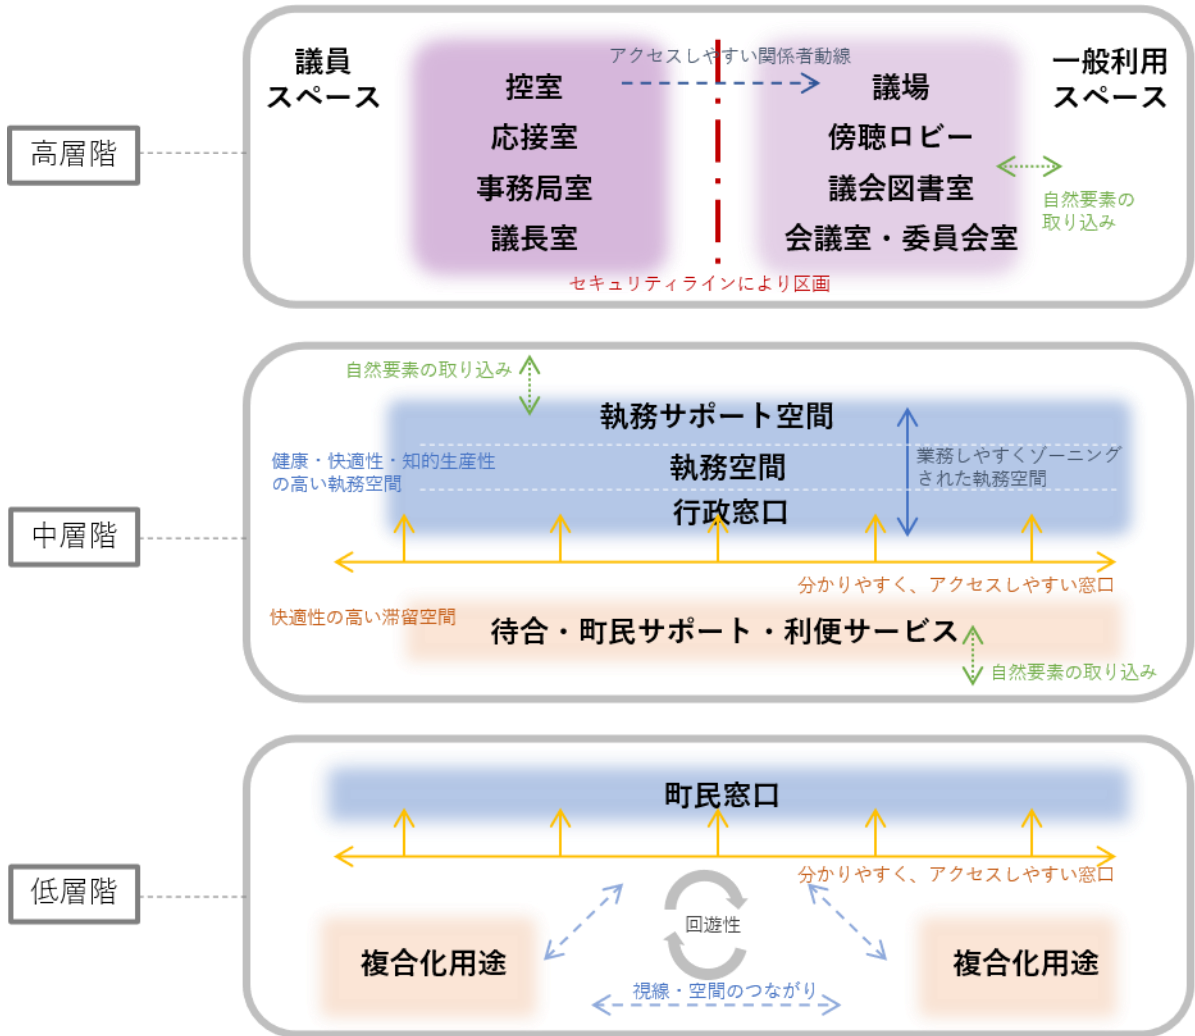 高層階
議員
スペース
控室
応接室
事務局室
議長室
アクセスしやすい関係者動線
議場
傍聴ロビー
議会図書室
会議室・委員会室
一般利用
スペース
自然要素の
取り込み
セキュリティラインにより区画
中層階
自然要素の取り込み
執務サポート空間
執務空間
行政窓口
健康・快適性・知的生産性
の高い執務空間
業務しやすくゾーニング
された執務空間
分かりやすく、アクセスしやすい窓口
快適性の高い滞留空間
待合・町民サポート・利便サービス
自然要素の取り込み
低層階
町民窓口
分かりやすく、アクセスしやすい窓口
回遊性
複合化用途
複合化用途
視線・空間のつながり